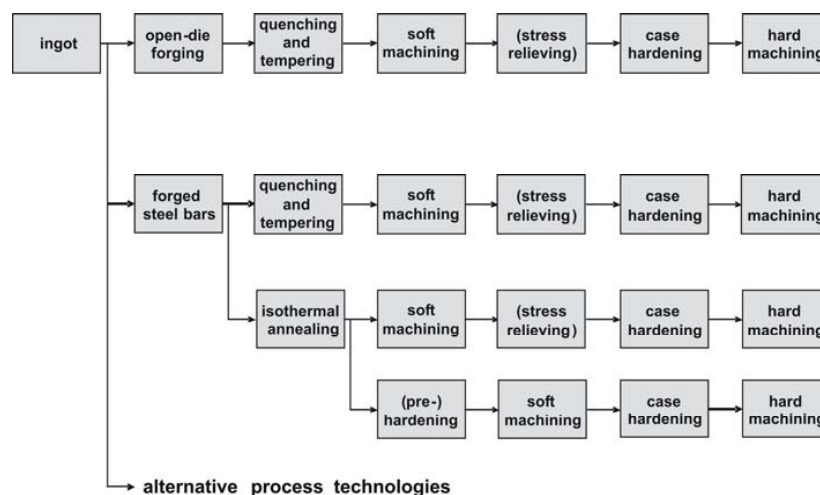 ingot
open-die
forging
quenching
and
tempering
soft
machining
(stress
relieving)
case
hardening
hard
machining
forged
steel bars
quenching
and
tempering
soft
machining
(stress
relieving)
case
hardening
hard
machining
isothermal
annealing
soft
machining
(stress
relieving)
case
hardening
hard
machining
(pre-)
hardening
soft
machining
case
hardening
hard
machining
alternative process technologies